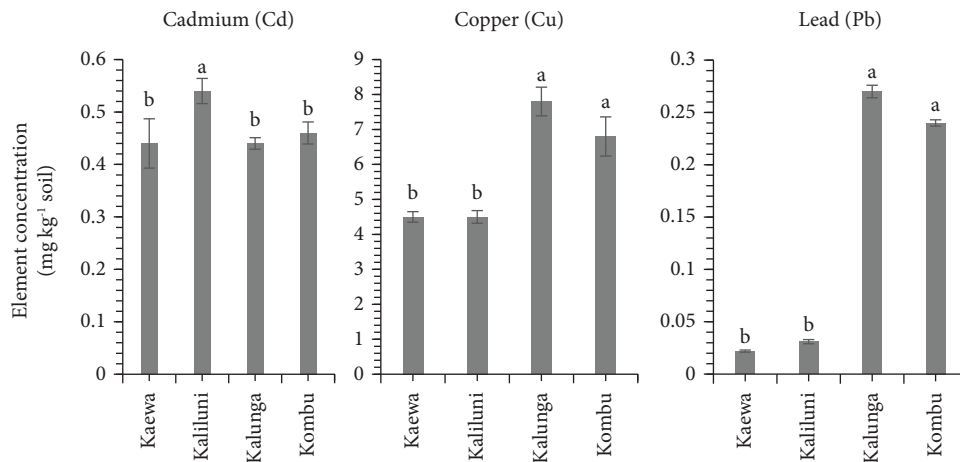 Cadmium (Cd)
Copper (Cu)
Lead (Pb)
Element concentration
(mg kg⁻¹ soil)
0.6
0.5
0.4
0.3
0.2
0.1
0
b
a
b
b
Kaewa
Kaliluni
Kalunga
Kombu
9
8
7
6
5
4
3
2
1
0
b
b
a
a
Kaewa
Kaliluni
Kalunga
Kombu
0.3
0.25
0.2
0.15
0.1
0.05
0
b
b
a
a
Kaewa
Kaliluni
Kalunga
Kombu